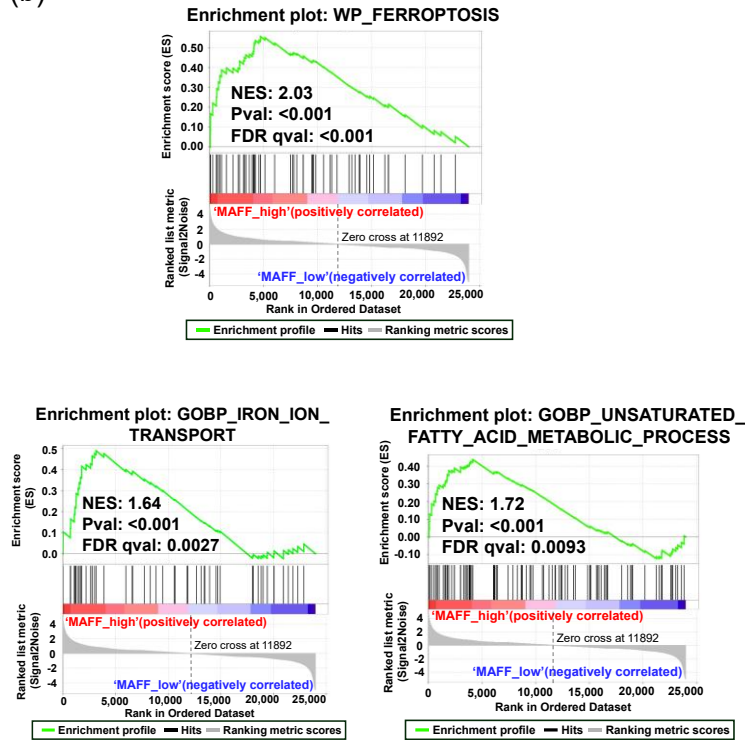 (b)
Enrichment plot: WP_FERROPTOSIS
Enrichment score (ES)
0.50
0.40
0.30
0.20
0.10
0.00
NES: 2.03
Pval: <0.001
FDR qval: <0.001
Ranked list metric
(Signal2Noise)
4
2
0
-2
-4
'MAFF_high'(positively correlated)
Zero cross at 11892
'MAFF_low'(negatively correlated)
0 5,000 10,000 15,000 20,000 25,000
Rank in Ordered Dataset
Enrichment profile Hits Ranking metric scores
Enrichment plot: GOBP_IRON_ION_
TRANSPORT
Enrichment score
(ES)
0.5
0.4
0.3
0.2
0.1
0.0
NES: 1.64
Pval: <0.001
FDR qval: 0.0027
Ranked list metric
(Signal2Noise)
4
2
0
-2
-4
'MAFF_high'(positively correlated)
Zero cross at 11892
'MAFF_low'(negatively correlated)
0 5,000 10,000 15,000 20,000 25,000
Rank in Ordered Dataset
Enrichment profile Hits Ranking metric scores
Enrichment plot: GOBP_UNSATURATED_
FATTY_ACID_METABOLIC_PROCESS
Enrichment score (ES)
0.40
0.30
0.20
0.10
0.00
-0.10
NES: 1.72
Pval: <0.001
FDR qval: 0.0093
Ranked list metric
(Signal2Noise)
4
2
0
-2
-4
'MAFF_high'(positively correlated)
Zero cross at 11892
'MAFF_low'(negatively correlated)
0 5,000 10,000 15,000 20,000 25,000
Rank in Ordered Dataset
Enrichment profile Hits Ranking metric scores